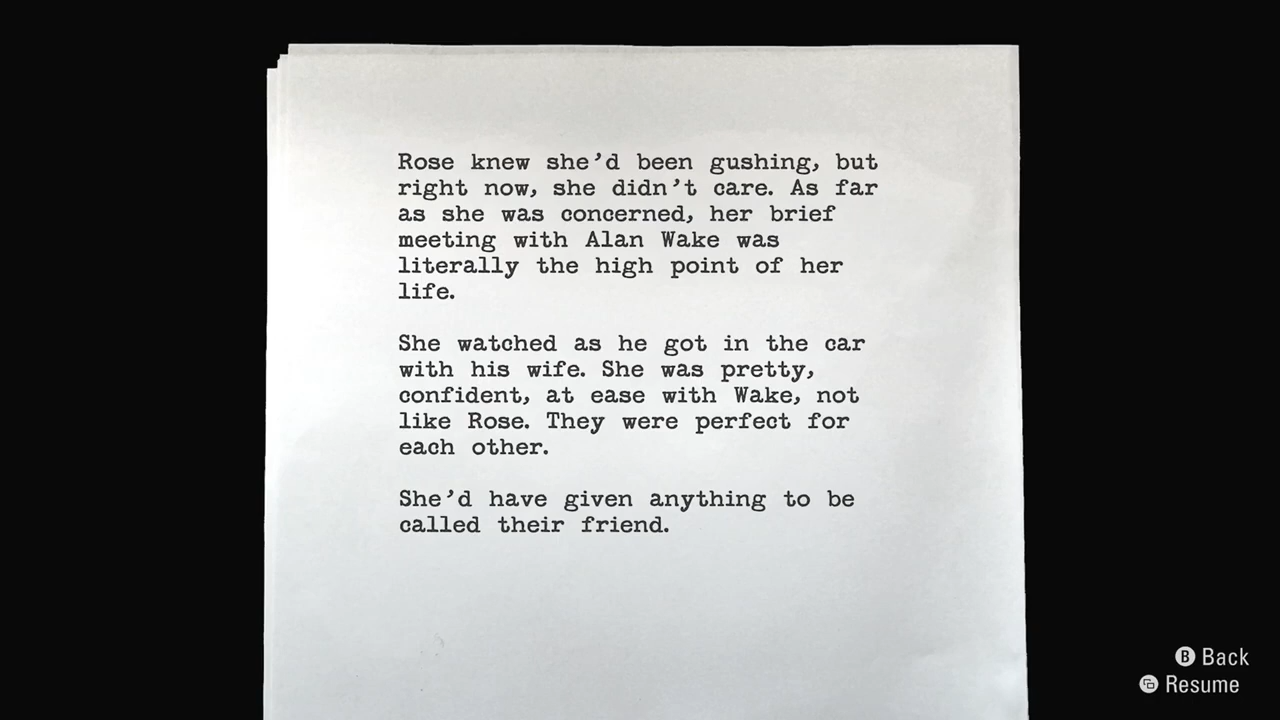 Rose knew she’d been gushing, but
right now, she didn’t care. As far
as she was concerned, her brief
meeting with Alan Wake was
literally the high point of her
life.
She watched as he got in the car
with his wife. She was pretty,
confident, at ease with Wake, not
like Rose. They were perfect for
each other.
She’d have given anything to be
called their friend.
B Back
Resume